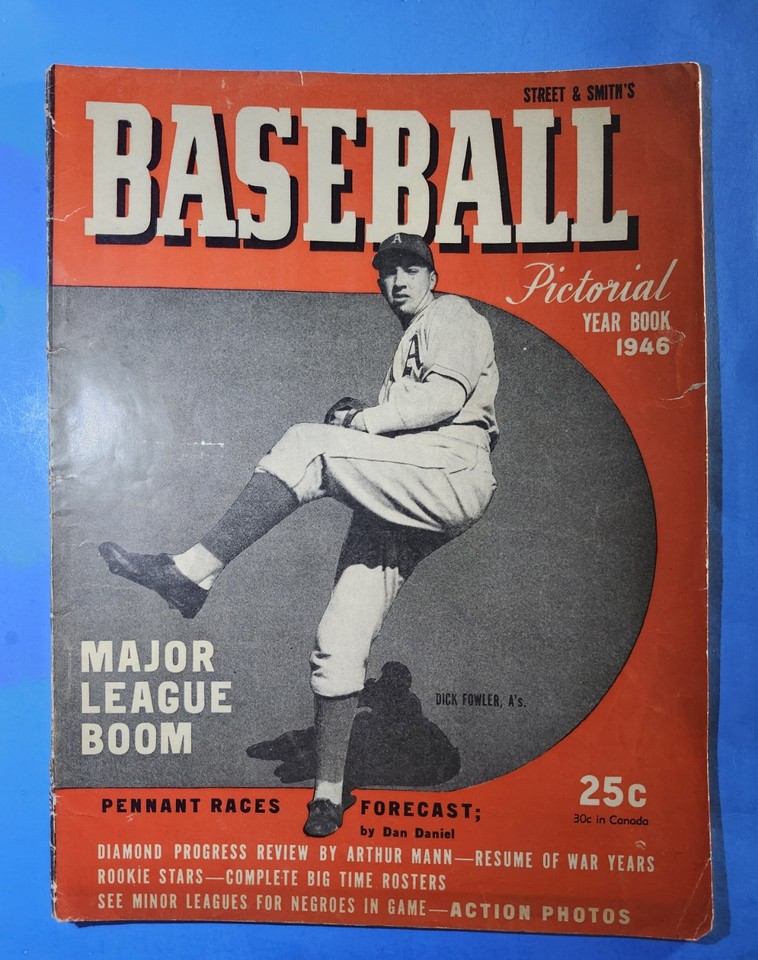 STREET & SMITH'S
BASEBALL
Pictorial
YEAR BOOK
1946
A
A
MAJOR
LEAGUE
BOOM
DICK FOWLER, A's.
25c
30c in Canada
PENNANT RACES FORECAST;
by Dan Daniel
DIAMOND PROGRESS REVIEW BY ARTHUR MANN—RESUME OF WAR YEARS
ROOKIE STARS—COMPLETE BIG TIME ROSTERS
SEE MINOR LEAGUES FOR NEGROES IN GAME—ACTION PHOTOS